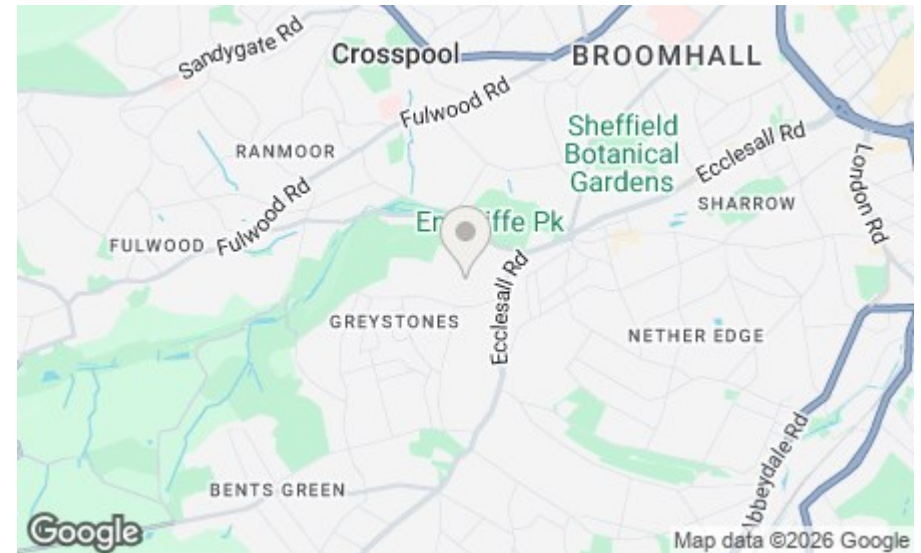 Sandygate Rd
Crosspool
BROOMHALL
Fulwood Rd
Sheffield
Botanical
Gardens
Ecclesall Rd
RANMOOR
London Rd
SHARROW
Fulwood Rd
Pk
FULWOOD
Ecclesall Rd
GREYSTONES
NETHER EDGE
Abbeydale Rd
BENTS GREEN
Google
Map data ©2026 Google